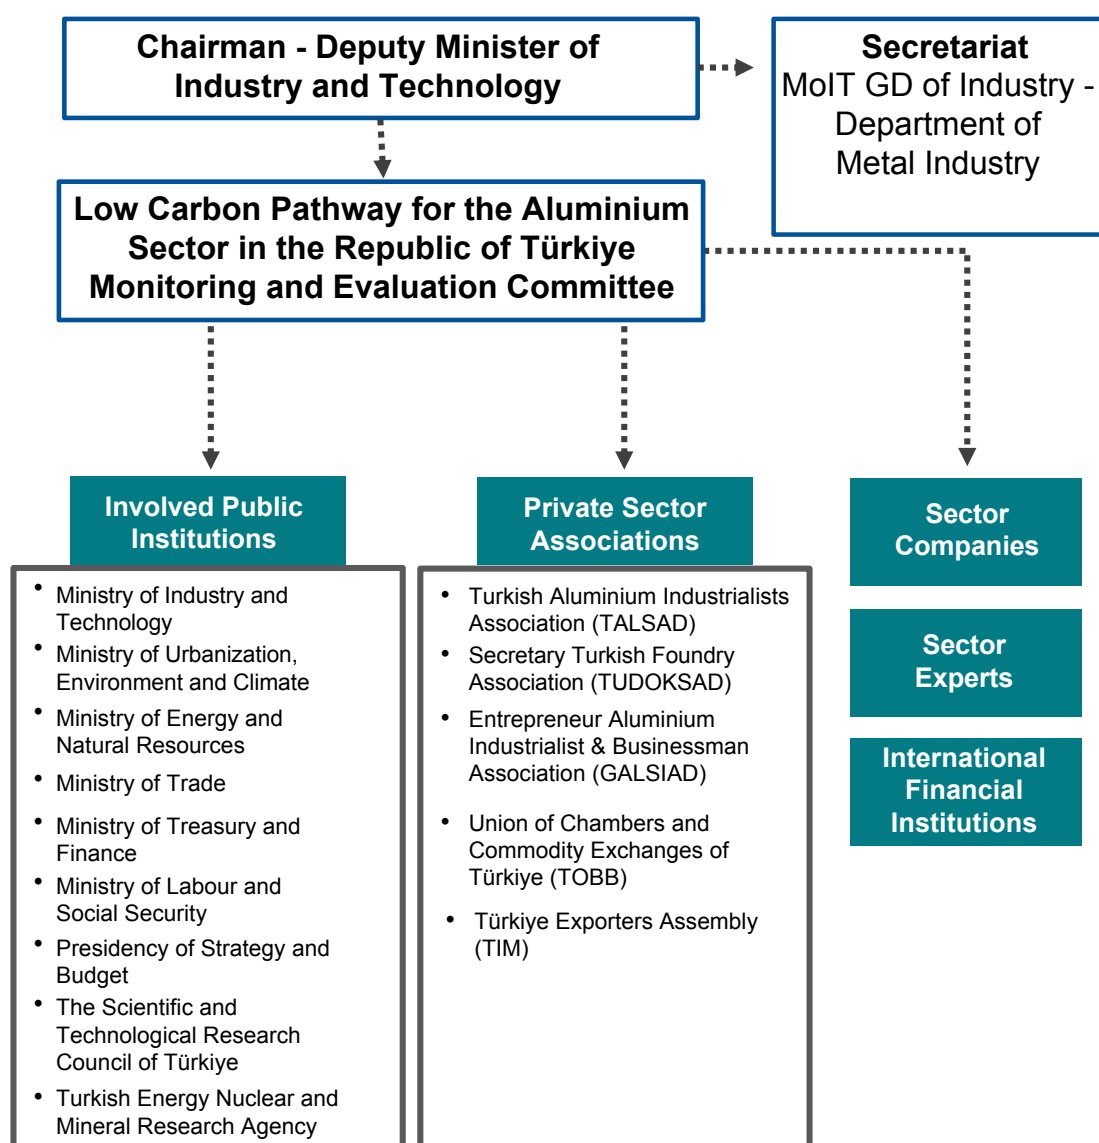 Chairman - Deputy Minister of
Industry and Technology
Secretariat
MoIT GD of Industry -
Department of
Metal Industry
Low Carbon Pathway for the Aluminium
Sector in the Republic of Türkiye
Monitoring and Evaluation Committee
Involved Public
Institutions
• Ministry of Industry and
Technology
• Ministry of Urbanization,
Environment and Climate
• Ministry of Energy and
Natural Resources
• Ministry of Trade
• Ministry of Treasury and
Finance
• Ministry of Labour and
Social Security
• Presidency of Strategy and
Budget
• The Scientific and
Technological Research
Council of Türkiye
• Turkish Energy Nuclear and
Mineral Research Agency
Private Sector
Associations
• Turkish Aluminium Industrialists
Association (TALSAD)
• Secretary Turkish Foundry
Association (TUDOKSAD)
• Entrepreneur Aluminium
Industrialist & Businessman
Association (GALSIAD)
• Union of Chambers and
Commodity Exchanges of
Türkiye (TOBB)
• Türkiye Exporters Assembly
(TIM)
Sector
Companies
Sector
Experts
International
Financial
Institutions